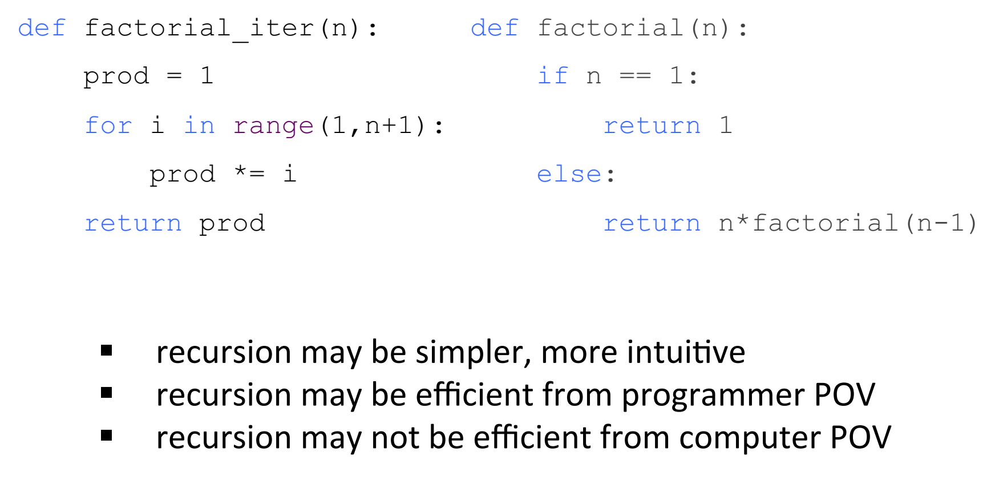 def factorial_iter(n):
    prod = 1
    for i in range(1,n+1):
        prod *= i
    return prod
def factorial(n):
    if n == 1:
        return 1
    else:
        return n*factorial(n-1)
▪ recursion may be simpler, more intuitive
▪ recursion may be efficient from programmer POV
▪ recursion may not be efficient from computer POV